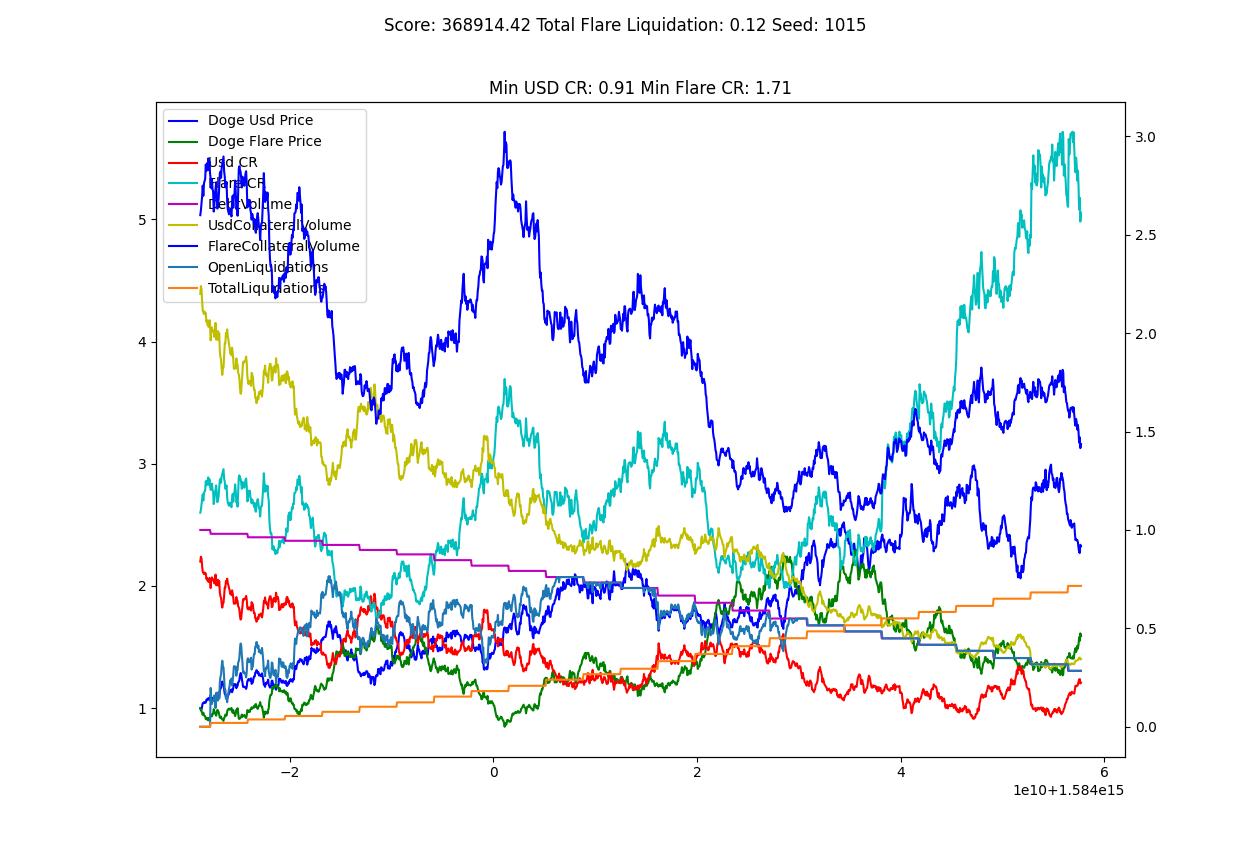 Score: 368914.42 Total Flare Liquidation: 0.12 Seed: 1015
Min USD CR: 0.91 Min Flare CR: 1.71
Doge Usd Price
Doge Flare Price
Usd CR
Flare CR
DebtVolume
UsdCollateralVolume
FlareCollateralVolume
OpenLiquidations
TotalLiquidations
5
4
3
2
1
3.0
2.5
2.0
1.5
1.0
0.5
0.0
−2
0
2
4
6
1e10+1.584e15